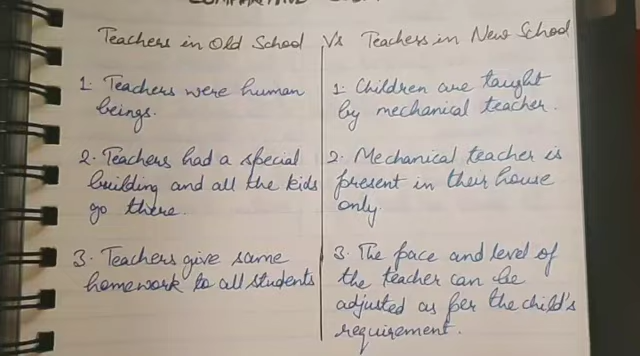 Teachers in Old School Vs Teachers in New School
1. Teachers were human
beings.
2. Teachers had a special
building and all the kids
go there.
3. Teachers give same
homework to all students
1. Children are taught
by mechanical teacher.
2. Mechanical teacher is
present in their house
only.
3. The pace and level of
the teacher can be
adjusted as per the child's
requirement.